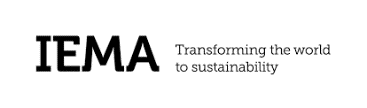 IEMA
Transforming the world
to sustainability